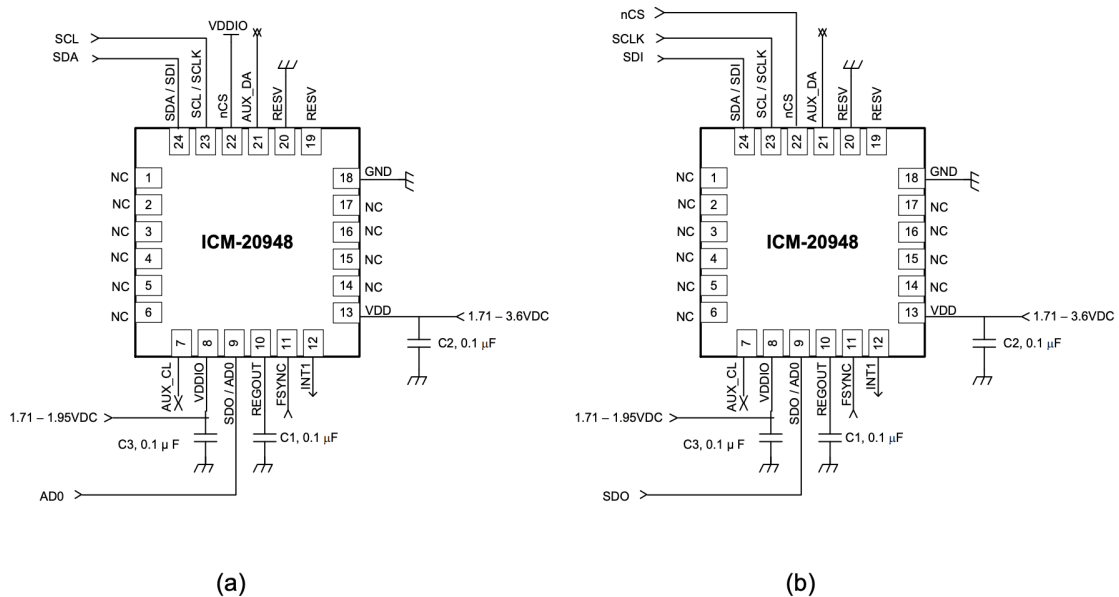 SCL
SDA
VDDIO
SDA / SDI
SCL / SCLK
nCS
AUX_DA
RESV
RESV
24
23
22
21
20
19
NC 1
NC 2
NC 3
NC 4
NC 5
NC 6
ICM-20948
18 GND
17 NC
16 NC
15 NC
14 NC
13 VDD
1.71 – 3.6VDC
C2, 0.1 μF
7
8
9
10
11
12
AUX_CL
VDDIO
SDO / AD0
REGOUT
FSYNC
INT1
1.71 – 1.95VDC
C3, 0.1 μ F
C1, 0.1 μF
AD0
(a)
nCS
SCLK
SDI
SDA / SDI
SCL / SCLK
nCS
AUX_DA
RESV
RESV
24
23
22
21
20
19
NC 1
NC 2
NC 3
NC 4
NC 5
NC 6
ICM-20948
18 GND
17 NC
16 NC
15 NC
14 NC
13 VDD
1.71 – 3.6VDC
C2, 0.1 μF
7
8
9
10
11
12
AUX_CL
VDDIO
SDO / AD0
REGOUT
FSYNC
INT1
1.71 – 1.95VDC
C3, 0.1 μ F
C1, 0.1 μF
SDO
(b)